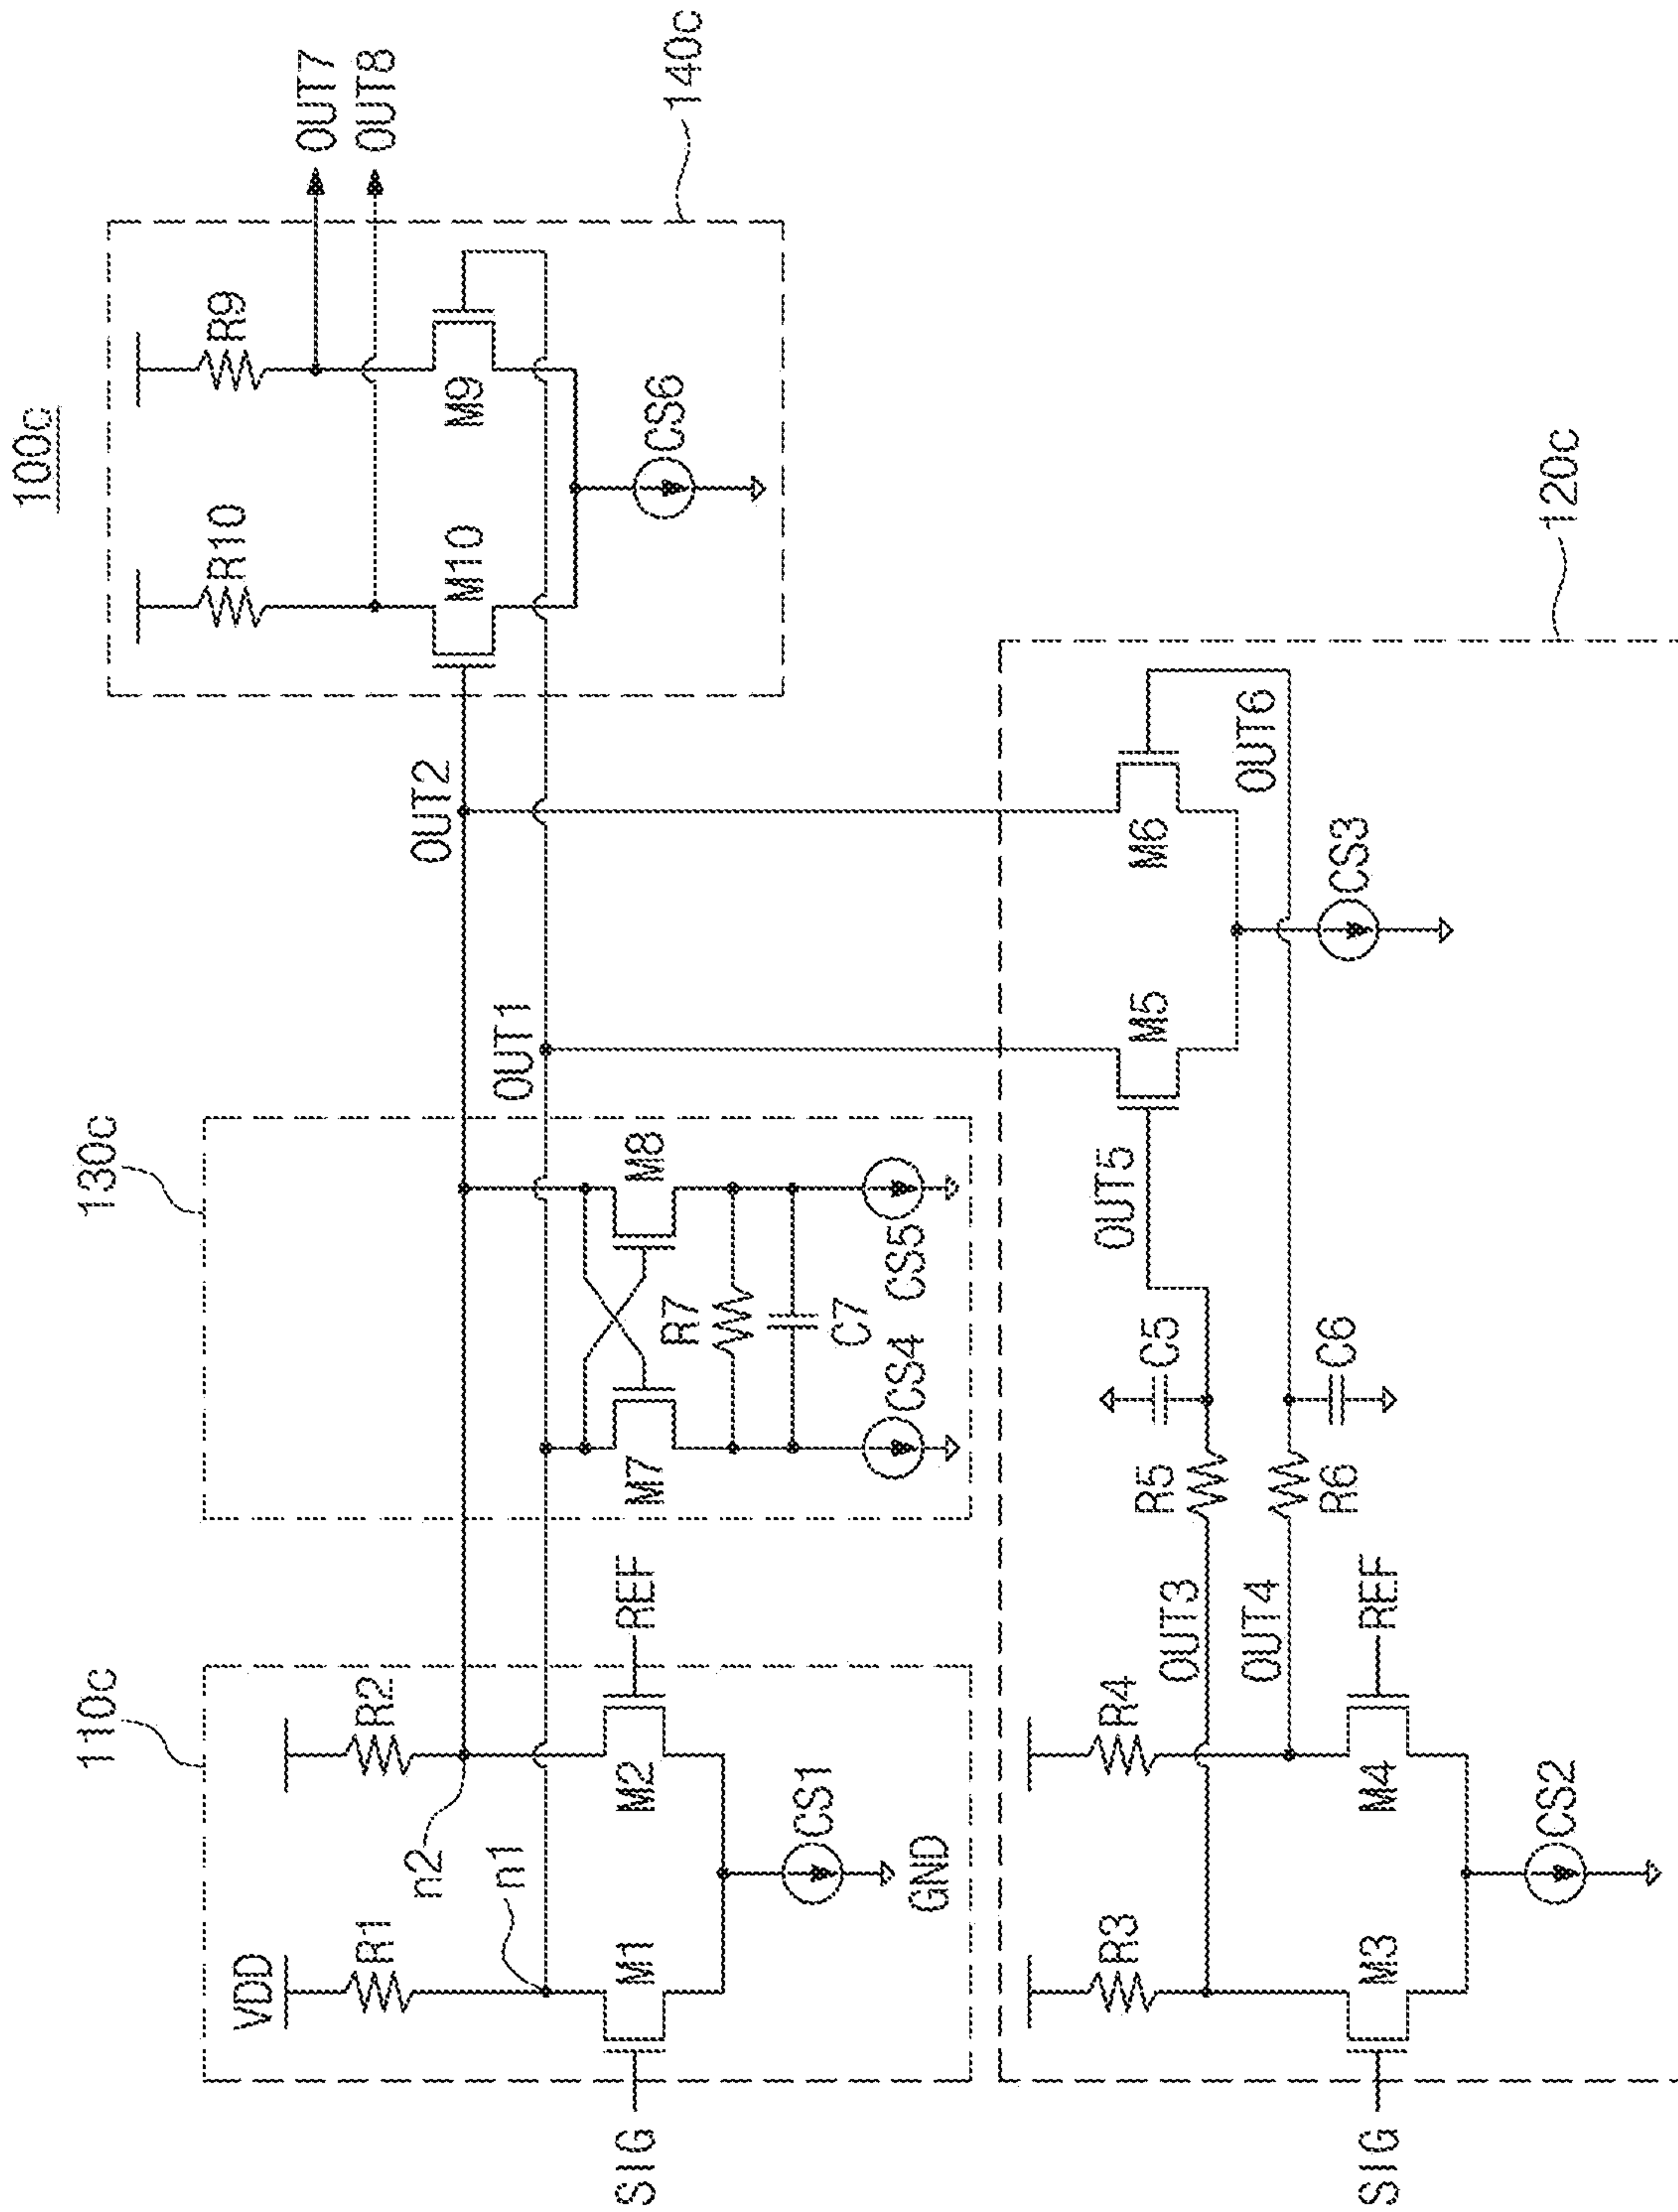 100c
110c
VDD
R1
R2
n2
n1
M1
M2
SIG
REF
CS1
GND
130c
M7
M8
R7
C7
CS4
CS5
OUT2
OUT1
140c
R10
R9
OUT7
OUT8
M10
M9
CS6
120c
R3
R4
OUT3
OUT4
M3
M4
SIG
REF
CS2
R5
C5
R6
C6
OUT5
OUT6
M5
M6
CS3